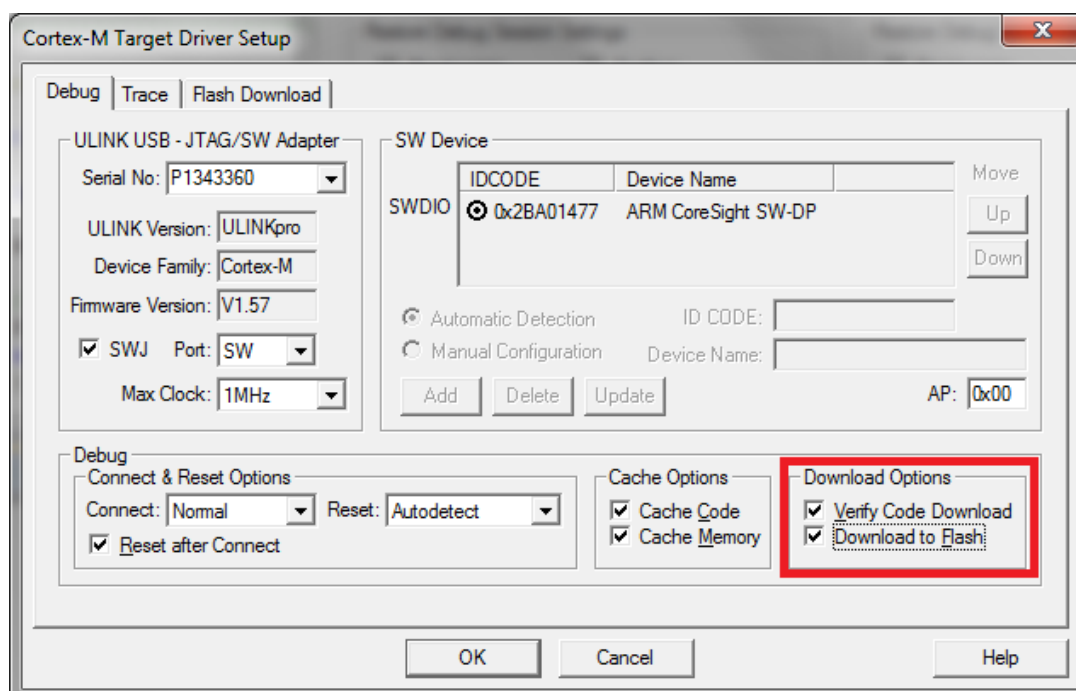 Cortex-M Target Driver Setup
Debug Trace Flash Download
ULINK USB - JTAG/SW Adapter
Serial No: P1343360
ULINK Version: ULINKpro
Device Family: Cortex-M
Firmware Version: V1.57
SWJ Port: SW
Max Clock: 1MHz
SW Device
IDCODE Device Name
SWDIO 0x2BA01477 ARM CoreSight SW-DP
Move
Up
Down
Automatic Detection ID CODE:
Manual Configuration Device Name:
Add Delete Update AP: 0x00
Debug
Connect & Reset Options
Connect: Normal Reset: Autodetect
Reset after Connect
Cache Options
Cache Code
Cache Memory
Download Options
Verify Code Download
Download to Flash
OK Cancel Help